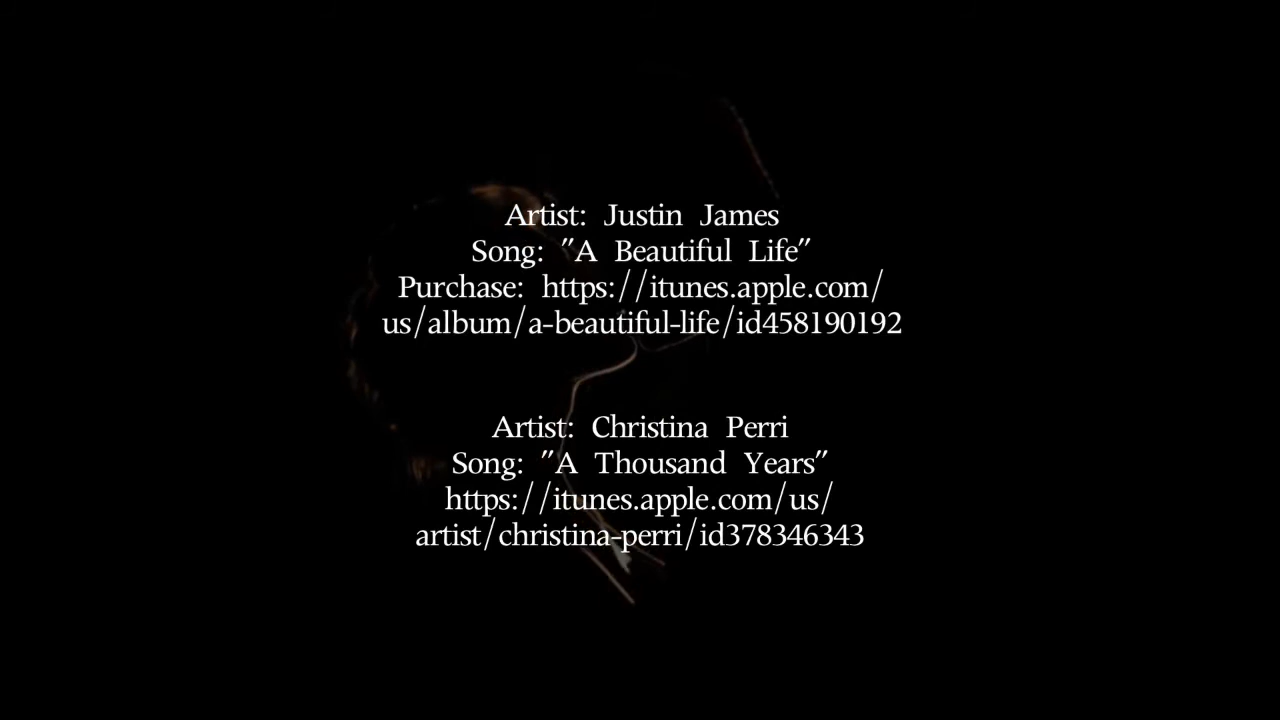 Artist: Justin James
Song: "A Beautiful Life"
Purchase: https://itunes.apple.com/
us/album/a-beautiful-life/id458190192
Artist: Christina Perri
Song: "A Thousand Years"
https://itunes.apple.com/us/
artist/christina-perri/id378346343